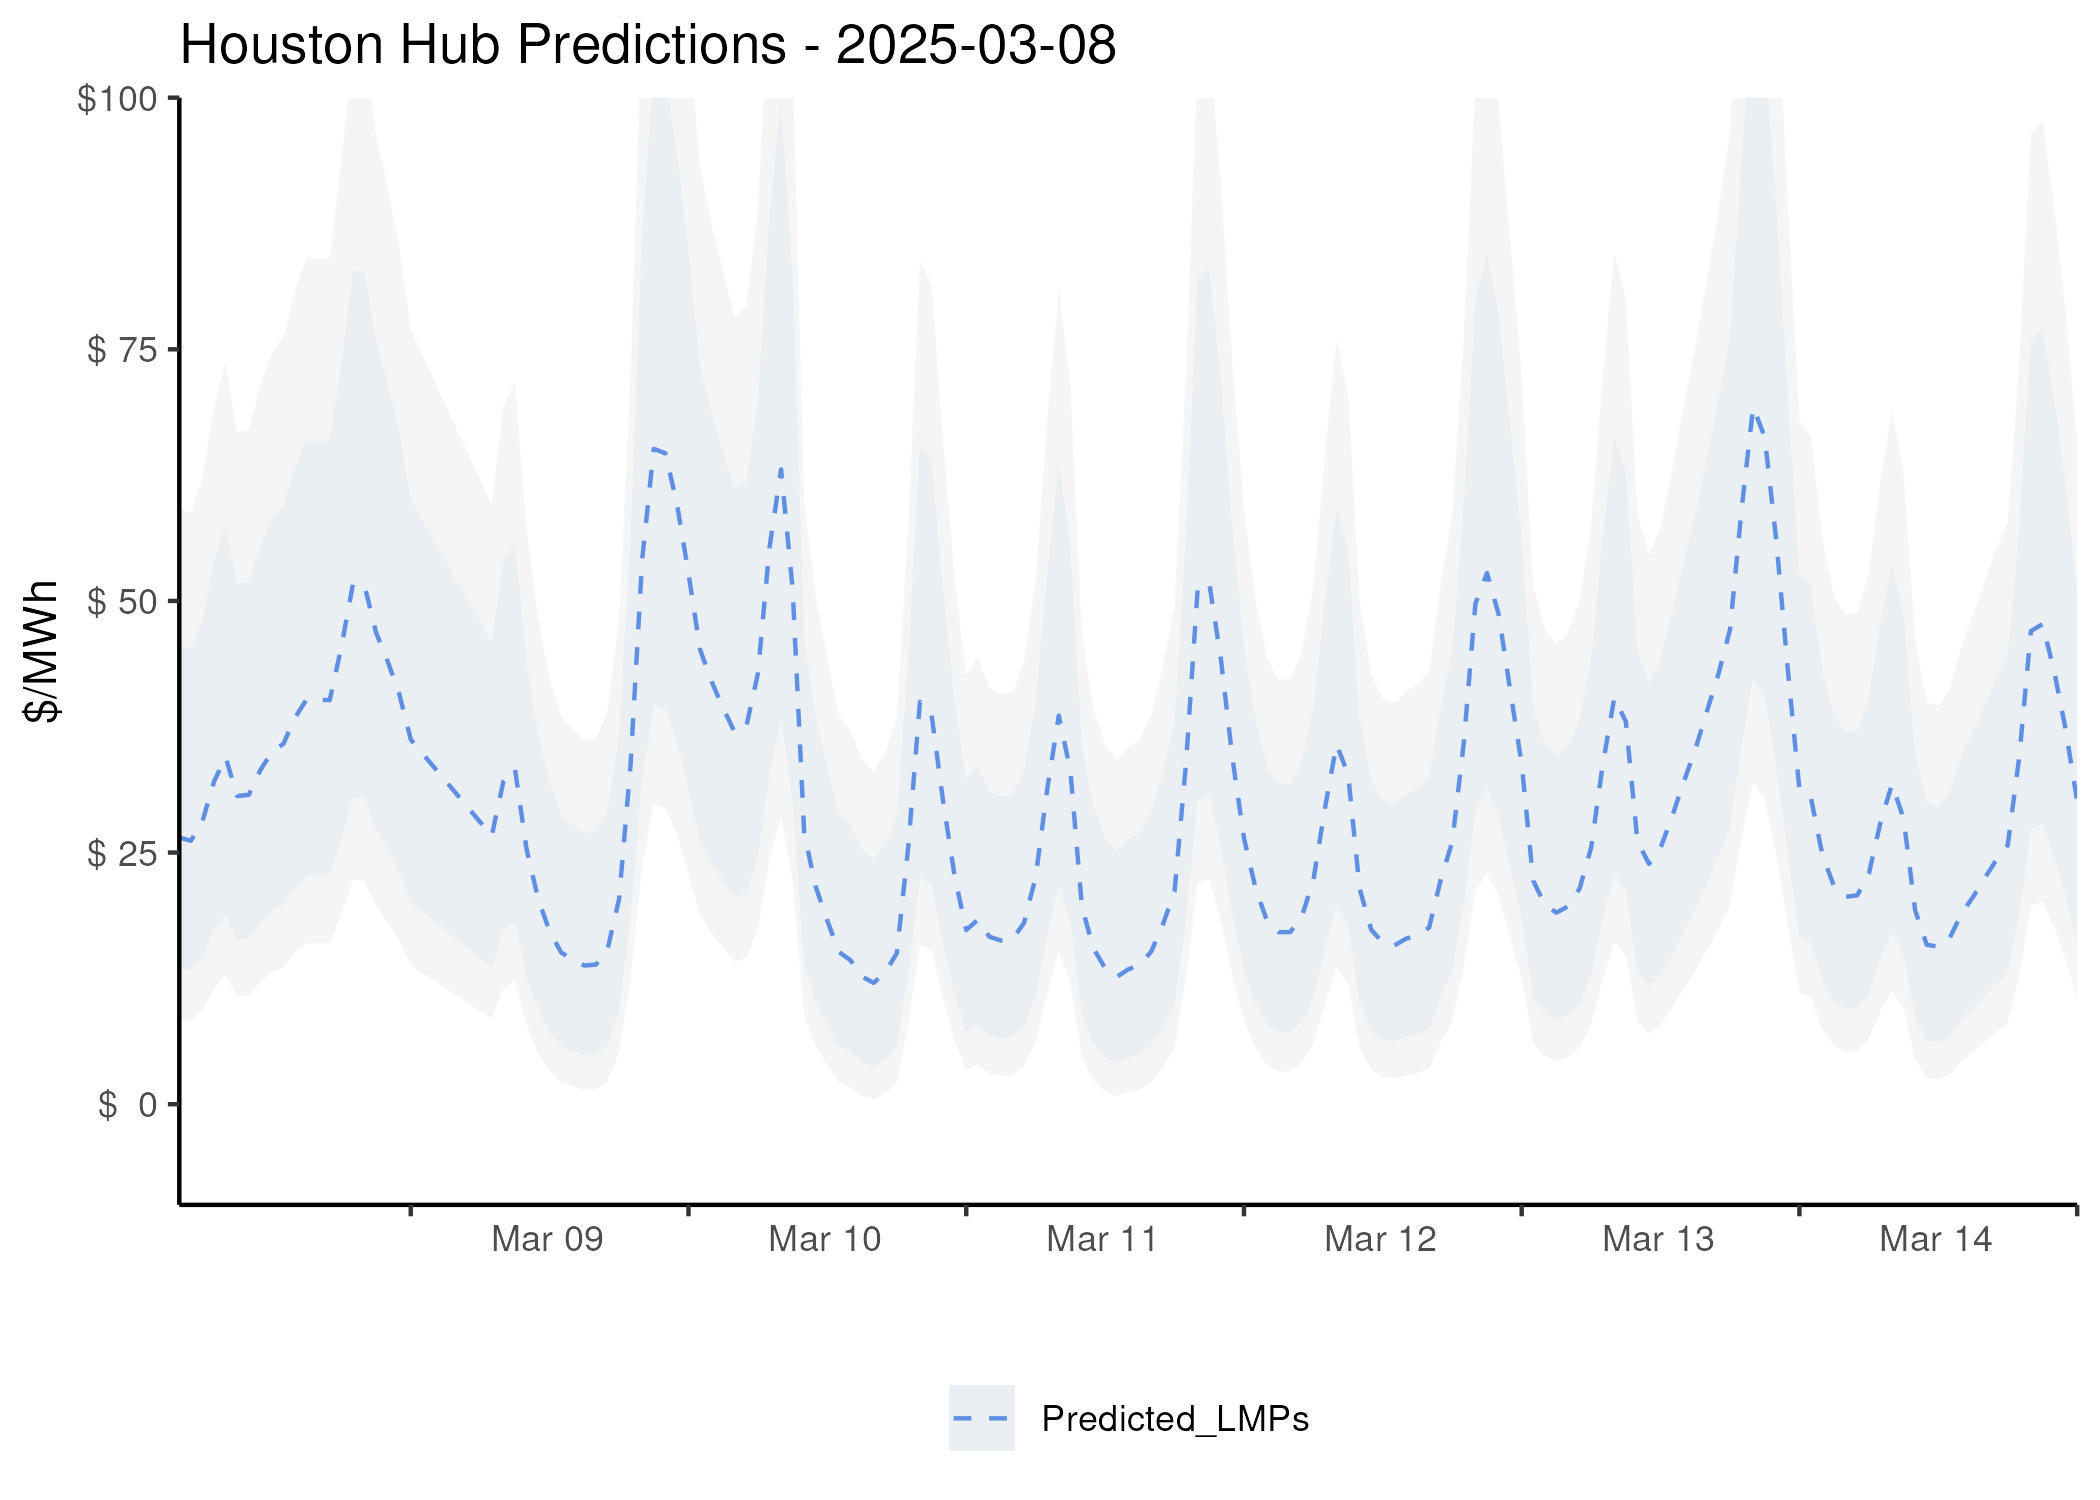 Houston Hub Predictions - 2025-03-08
$100
$ 75
$ 50
$ 25
$ 0
$/MWh
Mar 09 Mar 10 Mar 11 Mar 12 Mar 13 Mar 14
Predicted_LMPs